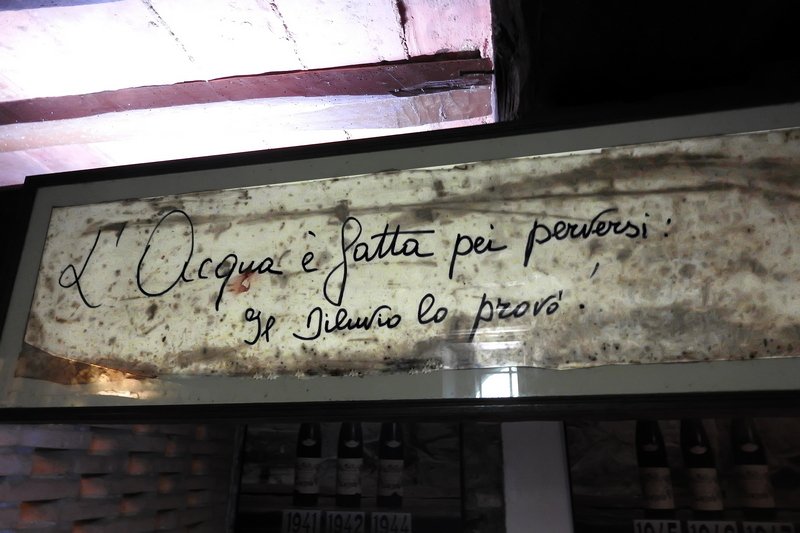 L'Acqua è fatta pei perversi:
Il Diluvio lo provò!
1941 1942 1944